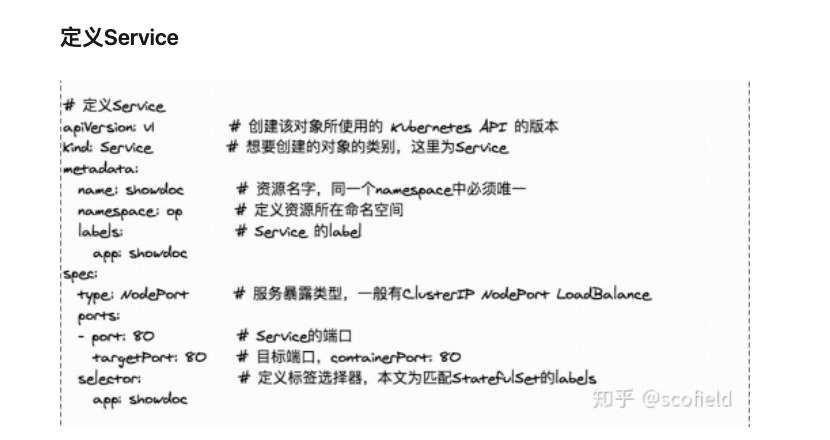 定义Service
# 定义Service
apiVersion: v1 # 创建该对象所使用的 Kubernetes API 的版本
kind: Service # 想要创建的对象的类别，这里为Service
metadata:
name: showdoc # 资源名字，同一个namespace中必须唯一
namespace: op # 定义资源所在命名空间
labels: # Service 的label
app: showdoc
spec:
type: NodePort # 服务暴露类型，一般有ClusterIP NodePort LoadBalance
ports:
- port: 80 # Service的端口
targetPort: 80 # 目标端口，containerPort: 80
selector: # 定义标签选择器，本文为匹配StatefulSet的labels
app: showdoc
知乎 @scofield